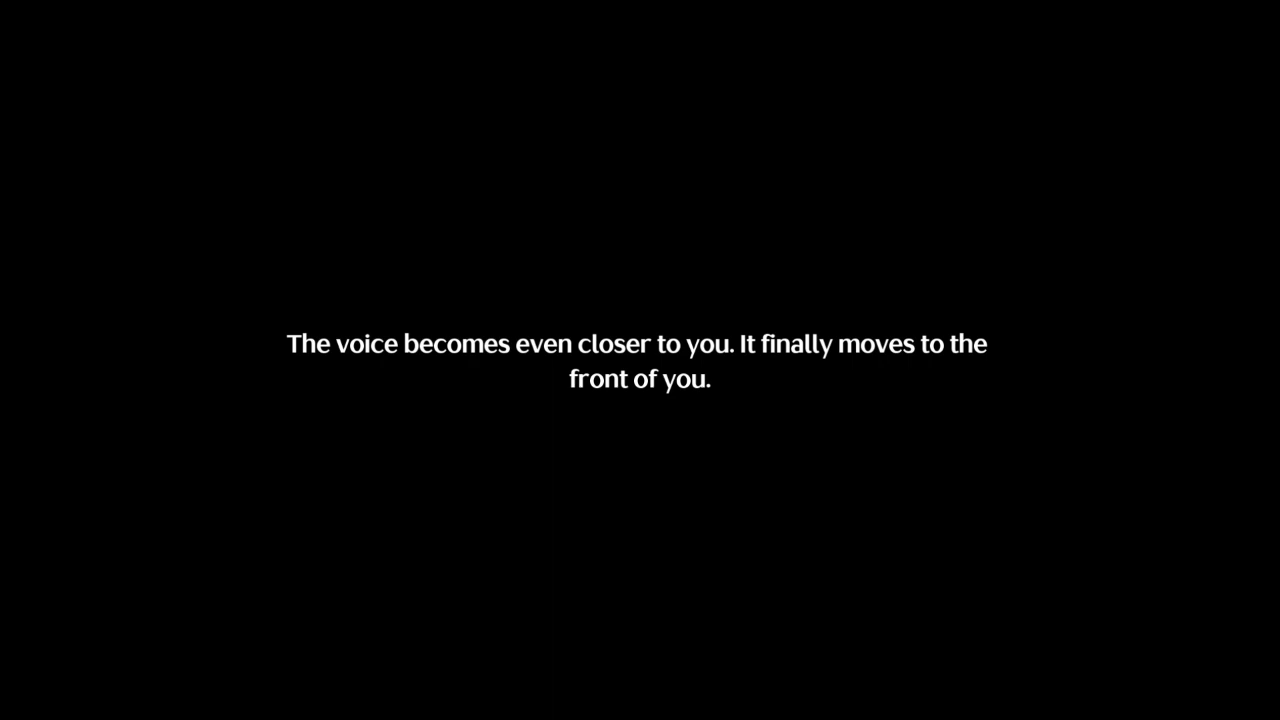 The voice becomes even closer to you. It finally moves to the
front of you.